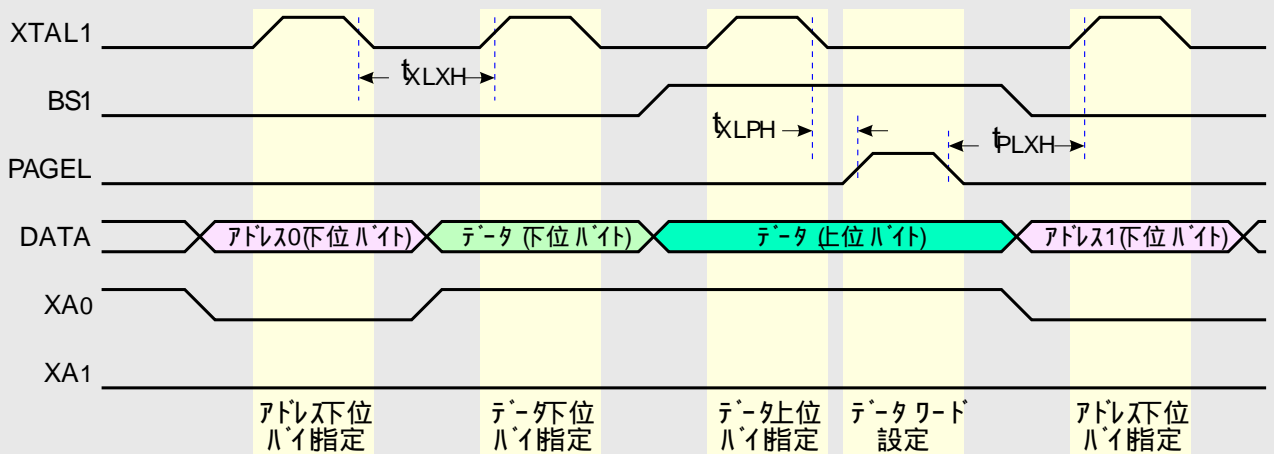 XTAL1
tXLXH
BS1
tXLPH
tPLXH
PAGEL
DATA
アドレス0(下位バイト)
データ(下位バイト)
データ(上位バイト)
アドレス1(下位バイト)
XA0
XA1
アドレス下位
バイト指定
データ下位
バイト指定
データ上位
バイト指定
データワード
設定
アドレス下位
バイト指定